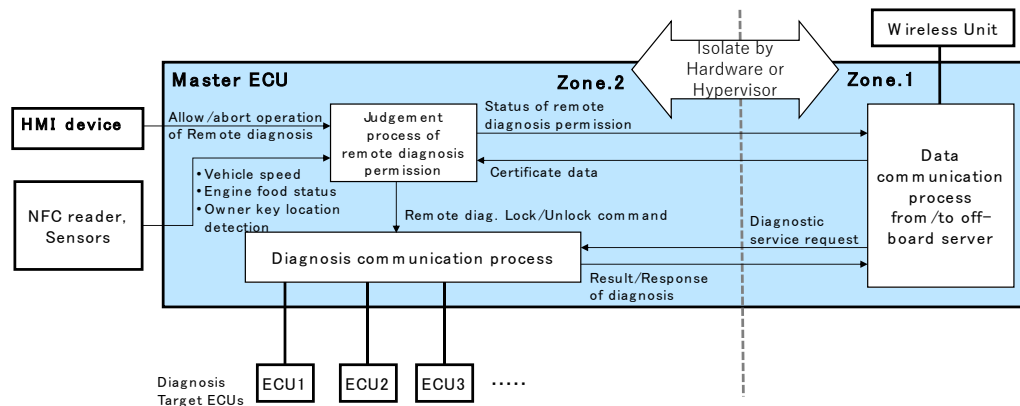 Wireless Unit
Isolate by
Hardware or
Hypervisor
Master ECU
Zone.2
Zone.1
HMI device
Allow/abort operation
of Remote diagnosis
Judgement
process of
remote diagnosis
permission
Status of remote
diagnosis permission
Certificate data
Data
communication
process
from/to off-
board server
NFC reader,
Sensors
•Vehicle speed
•Engine food status
•Owner key location
detection
Remote diag. Lock/Unlock command
Diagnostic
service request
Diagnosis communication process
Result/Response
of diagnosis
Diagnosis
Target ECUs
ECU1
ECU2
ECU3
.....